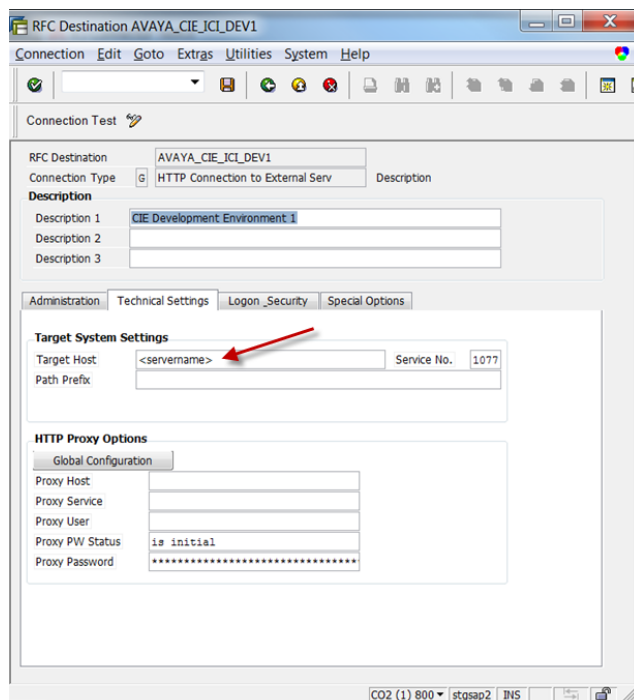 RFC Destination AVAYA_CIE_ICI_DEV1
Connection Edit Goto Extras Utilities System Help
Connection Test
RFC Destination AVAYA_CIE_ICI_DEV1
Connection Type G HTTP Connection to External Serv Description
Description
Description 1 CIE Development Environment 1
Description 2
Description 3
Administration Technical Settings Logon_Security Special Options
Target System Settings
Target Host <servername> Service No. 1077
Path Prefix
HTTP Proxy Options
Global Configuration
Proxy Host
Proxy Service
Proxy User
Proxy PW Status is initial
Proxy Password **********************************
CO2 (1) 800 stgsap2 INS